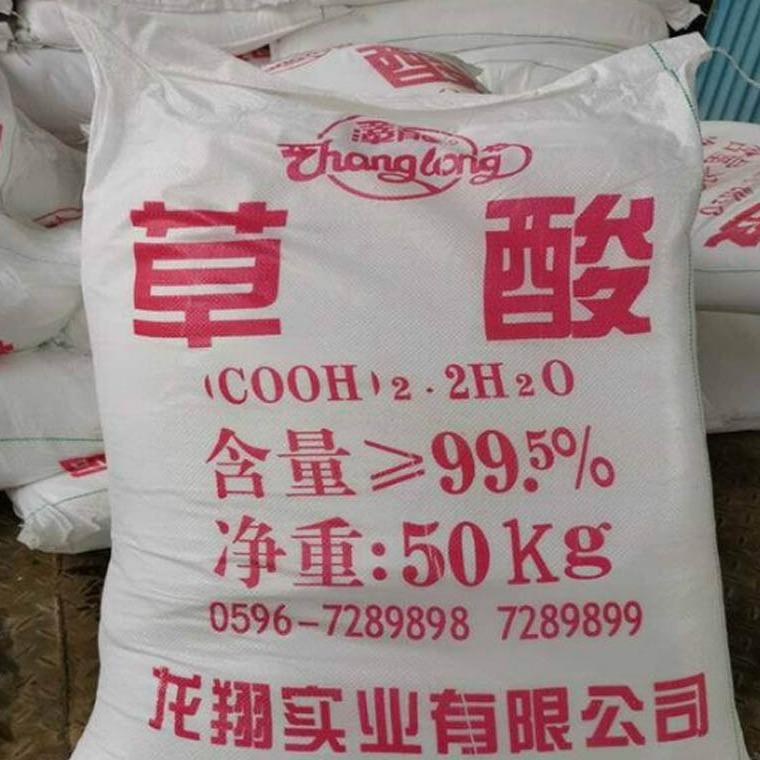 Changlong
草 酸
(COOH)₂·2H₂O
含量≥99.5%
净重:50Kg
0596-7289898 7289899
龙翔实业有限公司